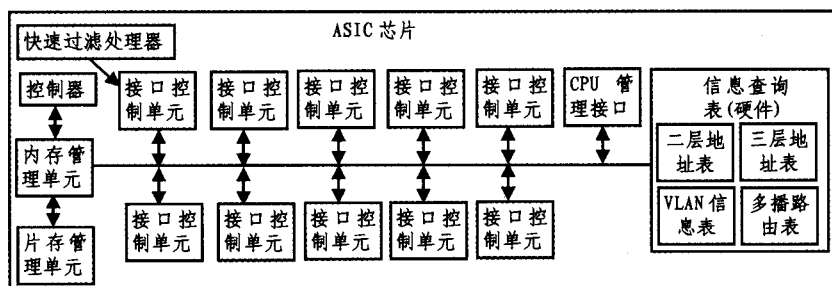 ASIC 芯片
快速过滤处理器
控制器
内存管
理单元
片存管
理单元
接口控
制单元
接口控
制单元
接口控
制单元
接口控
制单元
接口控
制单元
CPU 管
理接口
接口控
制单元
接口控
制单元
接口控
制单元
接口控
制单元
接口控
制单元
信息查询
表(硬件)
二层地
址表
三层地
址表
VLAN 信
息表
多播路
由表